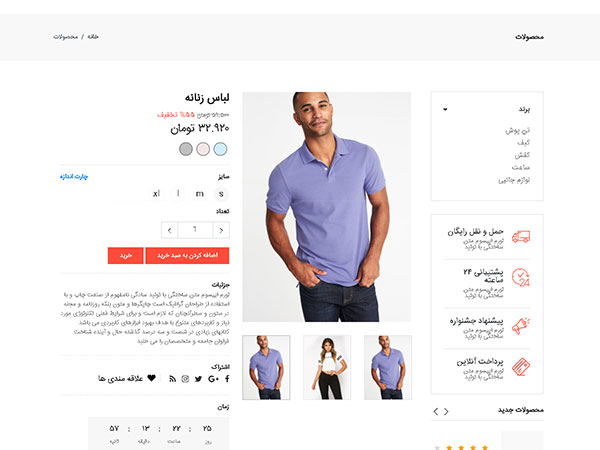 محصولات
خانه / محصولات
برند
تن پوش
کیف
کفش
ساعت
لوازم جانبی
حمل و نقل رایگان
لورم ایپسوم متن
ساختگی با تولید
پشتیبانی ۲۴
ساعته
لورم ایپسوم متن
ساختگی با تولید
پیشنهاد جشنواره
لورم ایپسوم متن
ساختگی با تولید
پرداخت آنلاین
لورم ایپسوم متن
ساختگی با تولید
محصولات جدید
لباس زنانه
۵۵% تخفیف
۳۲.۹۲۰ تومان
سایز
چارت اندازه
s m l xl
تعداد
1
اضافه کردن به سبد خرید
خرید
جزئیات
لورم ایپسوم متن ساختگی با تولید سادگی نامفهوم از صنعت چاپ و با
استفاده از طراحان گرافیک است چاپگرها و متون بلکه روزنامه و مجله
در ستون و سطرآنچنان که لازم است و برای شرایط فعلی تکنولوژی مورد
نیاز و کاربردهای متنوع با هدف بهبود ابزارهای کاربردی می باشد
کتابهای زیادی در شصت و سه درصد گذشته حال و آینده شناخت
فراوان جامعه و متخصصان را می طلبد
اشتراک
علاقه مندی ها
زمان
۲۵ : ۲۲ : ۱۳ : ۵۷
روز ساعت دقیقه ثانیه